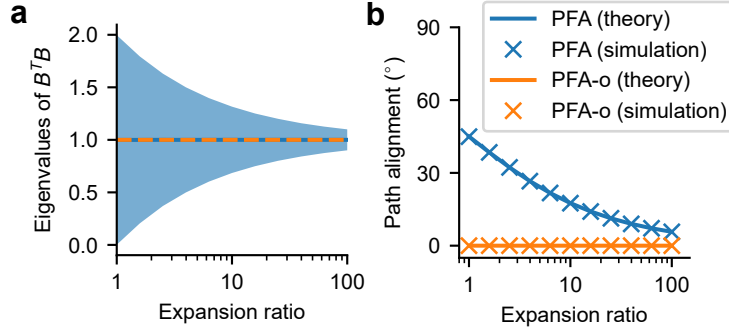 a
Eigenvalues of BᵀB
2.0
1.5
1.0
0.5
0.0
1
10
100
Expansion ratio
b
Path alignment (°)
90
60
30
0
1
10
100
Expansion ratio
PFA (theory)
PFA (simulation)
PFA-o (theory)
PFA-o (simulation)